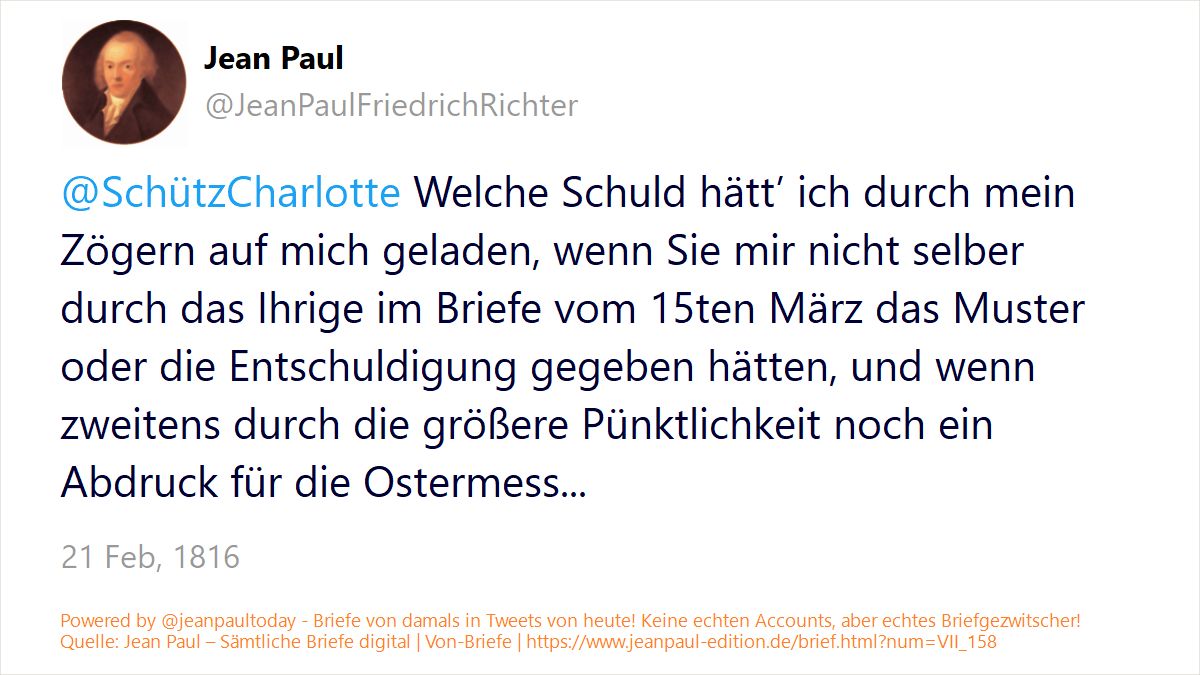 Jean Paul
@JeanPaulFriedrichRichter
@SchützCharlotte Welche Schuld hätt’ ich durch mein
Zögern auf mich geladen, wenn Sie mir nicht selber
durch das Ihrige im Briefe vom 15ten März das Muster
oder die Entschuldigung gegeben hätten, und wenn
zweitens durch die größere Pünktlichkeit noch ein
Abdruck für die Ostermess...
21 Feb, 1816
Powered by @jeanpaultoday - Briefe von damals in Tweets von heute! Keine echten Accounts, aber echtes Briefgezwitscher!
Quelle: Jean Paul – Sämtliche Briefe digital | Von-Briefe | https://www.jeanpaul-edition.de/brief.html?num=VII_158